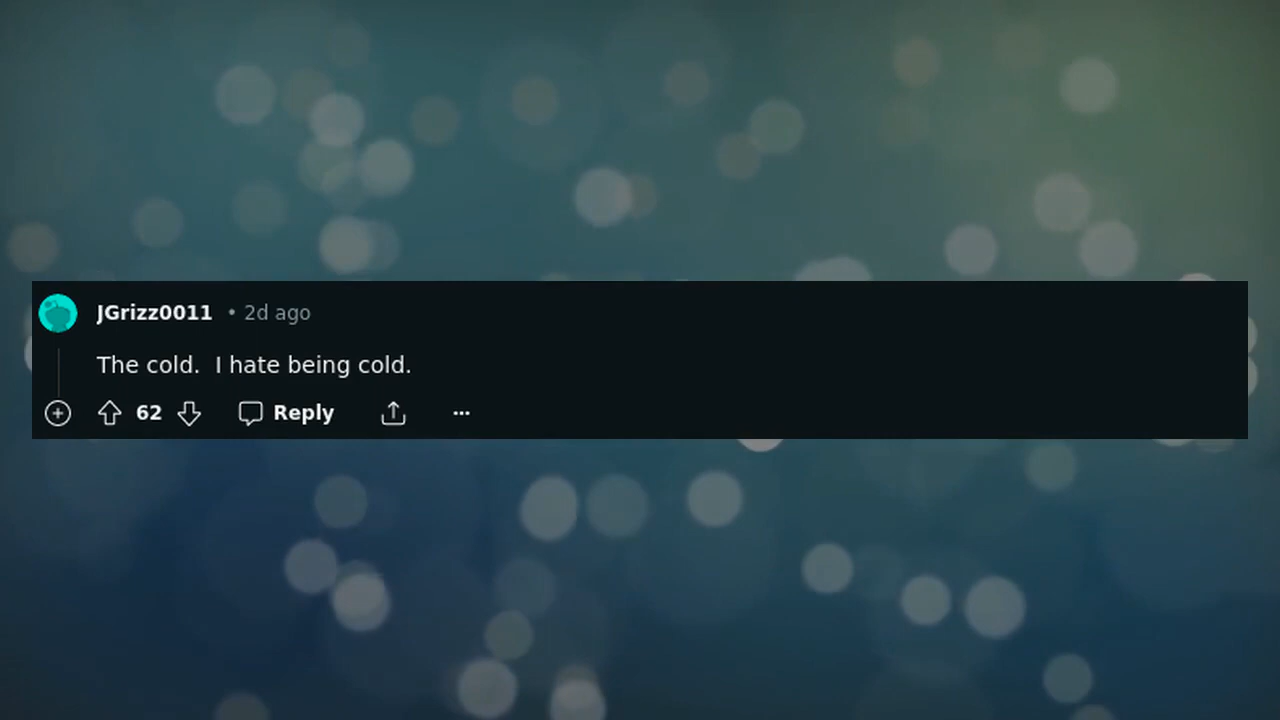 JGrizz0011 • 2d ago
The cold.  I hate being cold.
62 Reply